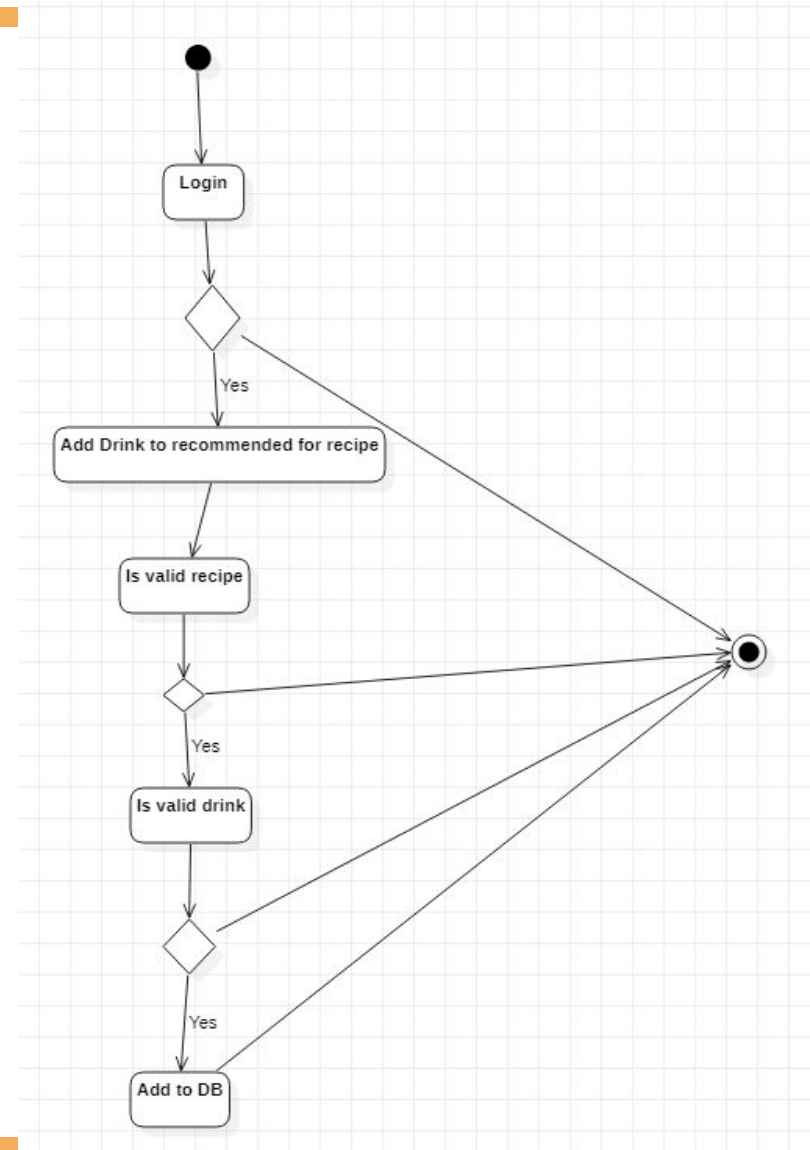 Login
Yes
Add Drink to recommended for recipe
Is valid recipe
Yes
Is valid drink
Yes
Add to DB